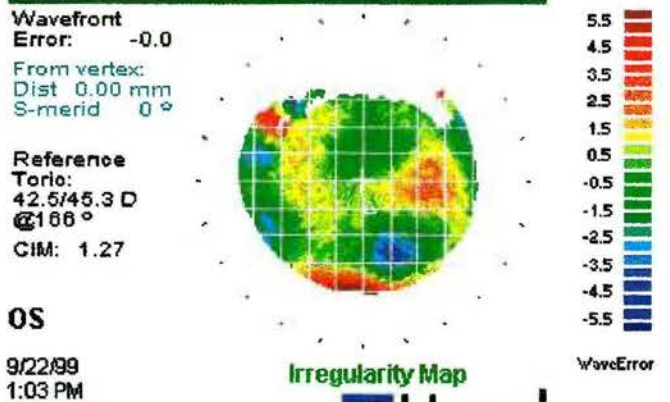 Wavefront
Error: -0.0
From vertex:
Dist 0.00 mm
S-merid 0 º
Reference
Toric:
42.5/45.3 D
@166 º
CIM: 1.27
OS
9/22/99
1:03 PM
Irregularity Map
5.5
4.5
3.5
2.5
1.5
0.5
-0.5
-1.5
-2.5
-3.5
-4.5
-5.5
WaveError